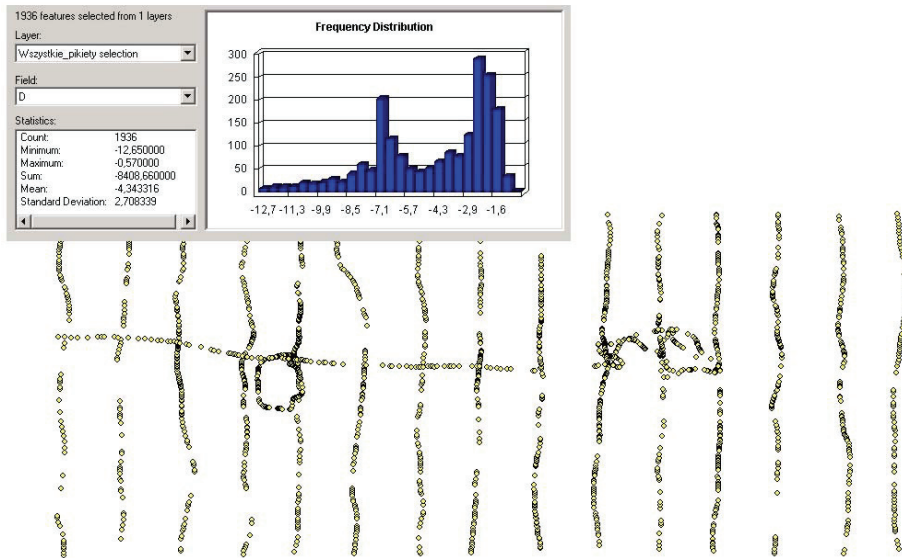 1936 features selected from 1 layers
Layer:
Wszystkie_pikiety selection
Field:
D
Statistics:
Count: 1936
Minimum: -12,650000
Maximum: -0,570000
Sum: -8408,660000
Mean: -4,343316
Standard Deviation: 2,708339
Frequency Distribution
300
250
200
150
100
50
0
-12,7 -11,3 -9,9 -8,5 -7,1 -5,7 -4,3 -2,9 -1,6